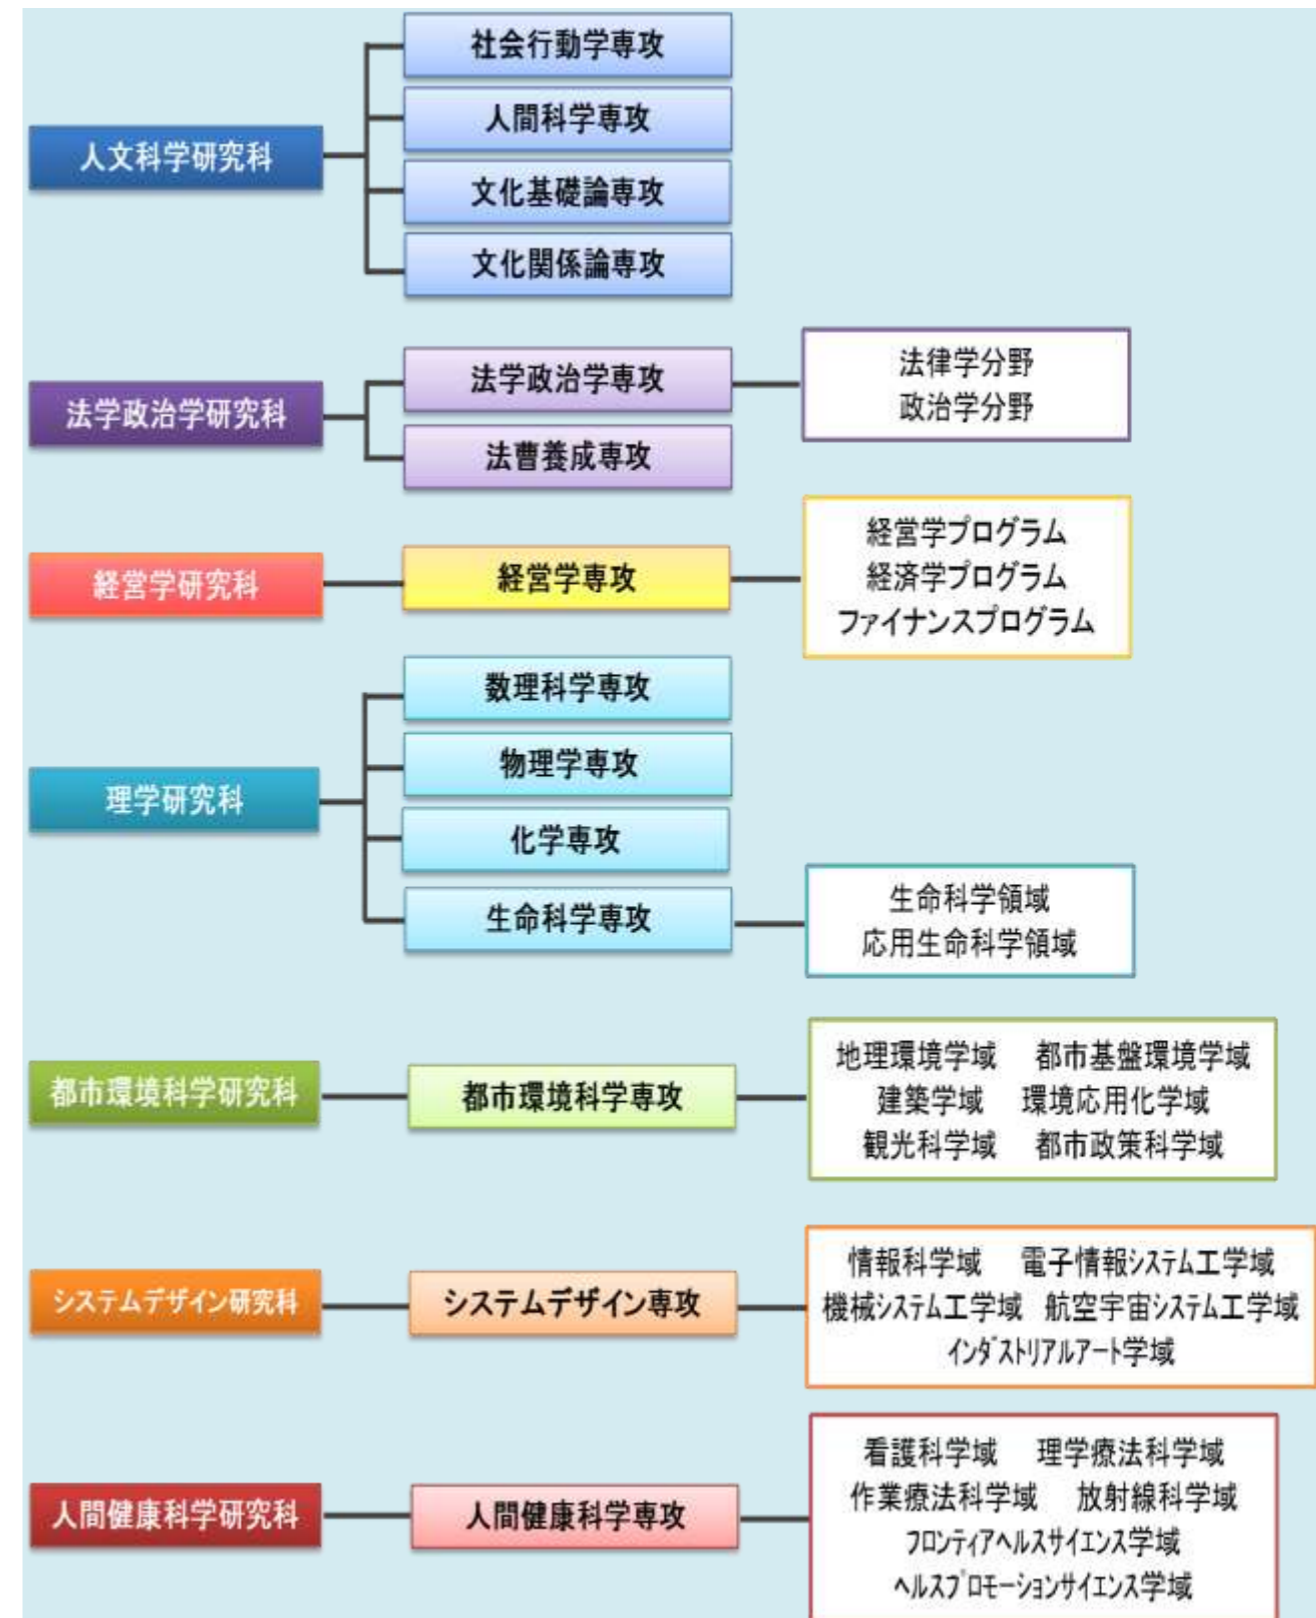 人文科学研究科
社会行動学専攻
人間科学専攻
文化基礎論専攻
文化関係論専攻
法学政治学研究科
法学政治学専攻
法律学分野
政治学分野
法曹養成専攻
経営学研究科
経営学専攻
経営学プログラム
経済学プログラム
ファイナンスプログラム
理学研究科
数理科学専攻
物理学専攻
化学専攻
生命科学専攻
生命科学領域
応用生命科学領域
都市環境科学研究科
都市環境科学専攻
地理環境学域 都市基盤環境学域
建築学域 環境応用化学域
観光科学域 都市政策科学域
システムデザイン研究科
システムデザイン専攻
情報科学域 電子情報システム工学域
機械システム工学域 航空宇宙システム工学域
インダストリアルアート学域
人間健康科学研究科
人間健康科学専攻
看護科学域 理学療法科学域
作業療法科学域 放射線科学域
フロンティアヘルスサイエンス学域
ヘルスプロモーションサイエンス学域